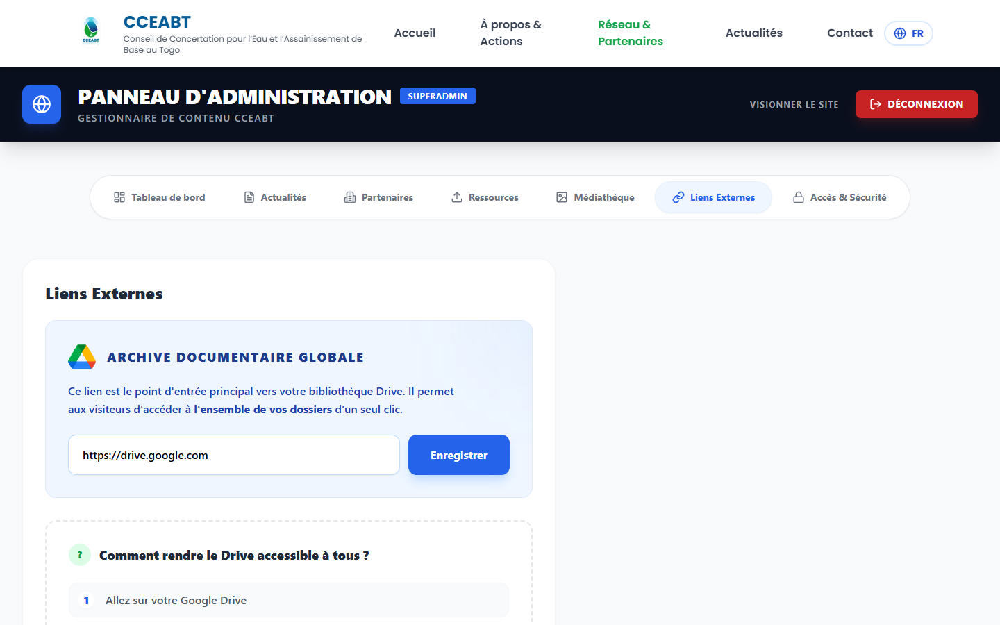 CCEABT
CCEABT
Conseil de Concertation pour l'Eau et l'Assainissement de
Base au Togo
Accueil
À propos &
Actions
Réseau &
Partenaires
Actualités
Contact
FR
PANNEAU D'ADMINISTRATION
SUPERADMIN
GESTIONNAIRE DE CONTENU CCEABT
VISIONNER LE SITE
DÉCONNEXION
Tableau de bord
Actualités
Partenaires
Ressources
Médiathèque
Liens Externes
Accès & Sécurité
Liens Externes
ARCHIVE DOCUMENTAIRE GLOBALE
Ce lien est le point d'entrée principal vers votre bibliothèque Drive. Il permet
aux visiteurs d'accéder à l'ensemble de vos dossiers d'un seul clic.
https://drive.google.com
Enregistrer
? Comment rendre le Drive accessible à tous ?
1 Allez sur votre Google Drive